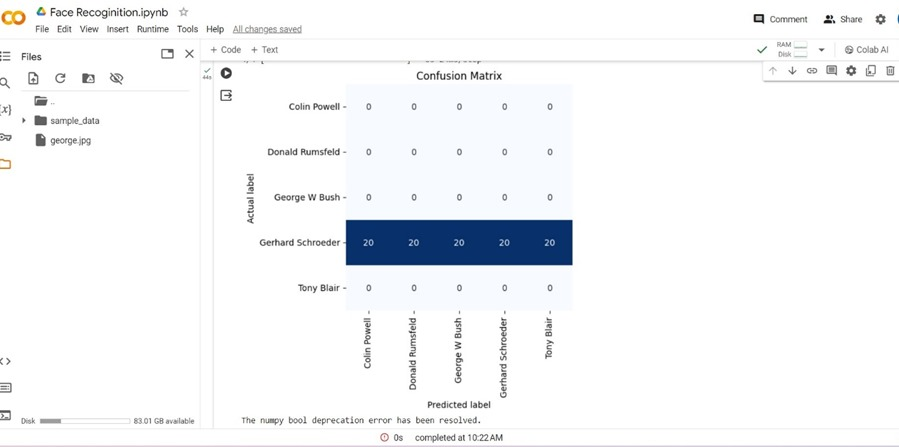 Face Recoginition.ipynb
File Edit View Insert Runtime Tools Help All changes saved
Comment Share
Files
+ Code + Text
RAM
Disk
Colab AI
..
sample_data
george.jpg
{x}
44s
Confusion Matrix
Actual label
Colin Powell 0 0 0 0 0
Donald Rumsfeld 0 0 0 0 0
George W Bush 0 0 0 0 0
Gerhard Schroeder 20 20 20 20 20
Tony Blair 0 0 0 0 0
Colin Powell
Donald Rumsfeld
George W Bush
Gerhard Schroeder
Tony Blair
Predicted label
The numpy bool deprecation error has been resolved.
Disk 83.01 GB available
0s completed at 10:22 AM